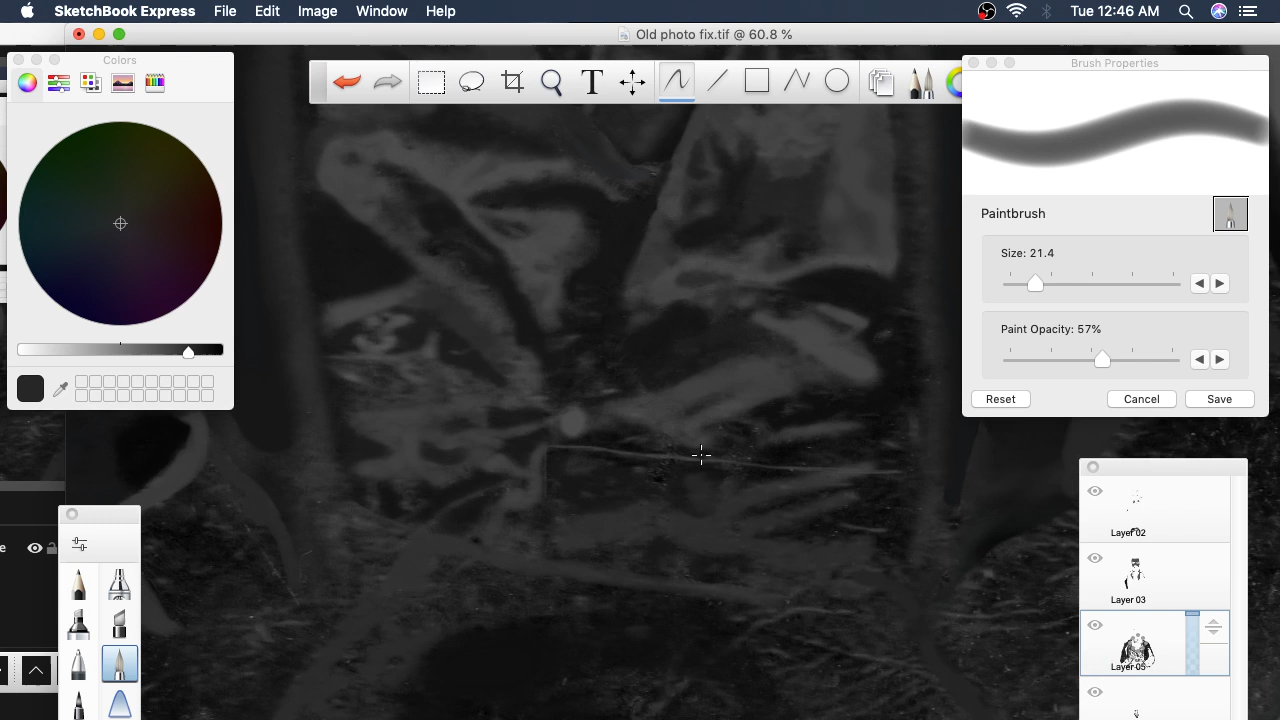 SketchBook Express File Edit Image Window Help Tue 12:46 AM
Old photo fix.tif @ 60.8 %
Colors
T
Brush Properties
Paintbrush
Size: 21.4
Paint Opacity: 57%
Reset Cancel Save
Layer 02
Layer 03
Layer 05
e